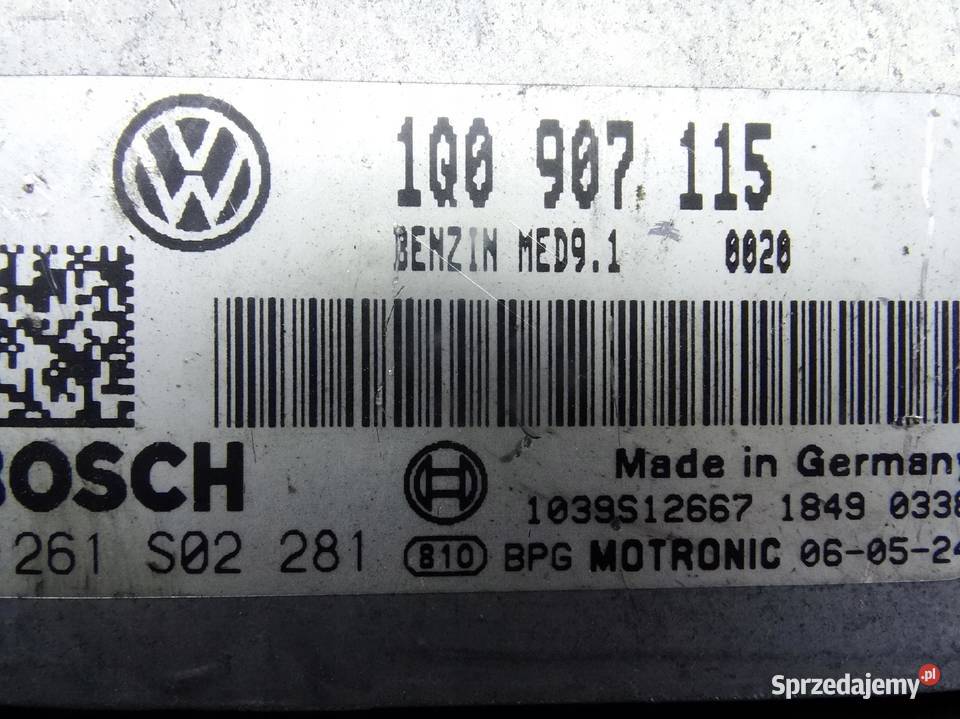 1Q0 907 115
BENZIN MED9.1 0020
BOSCH
Made in Germany
1039S12667 1849 0338
261 S02 281 810 BPG MOTRONIC 06-05-24
Sprzedajemy.pl